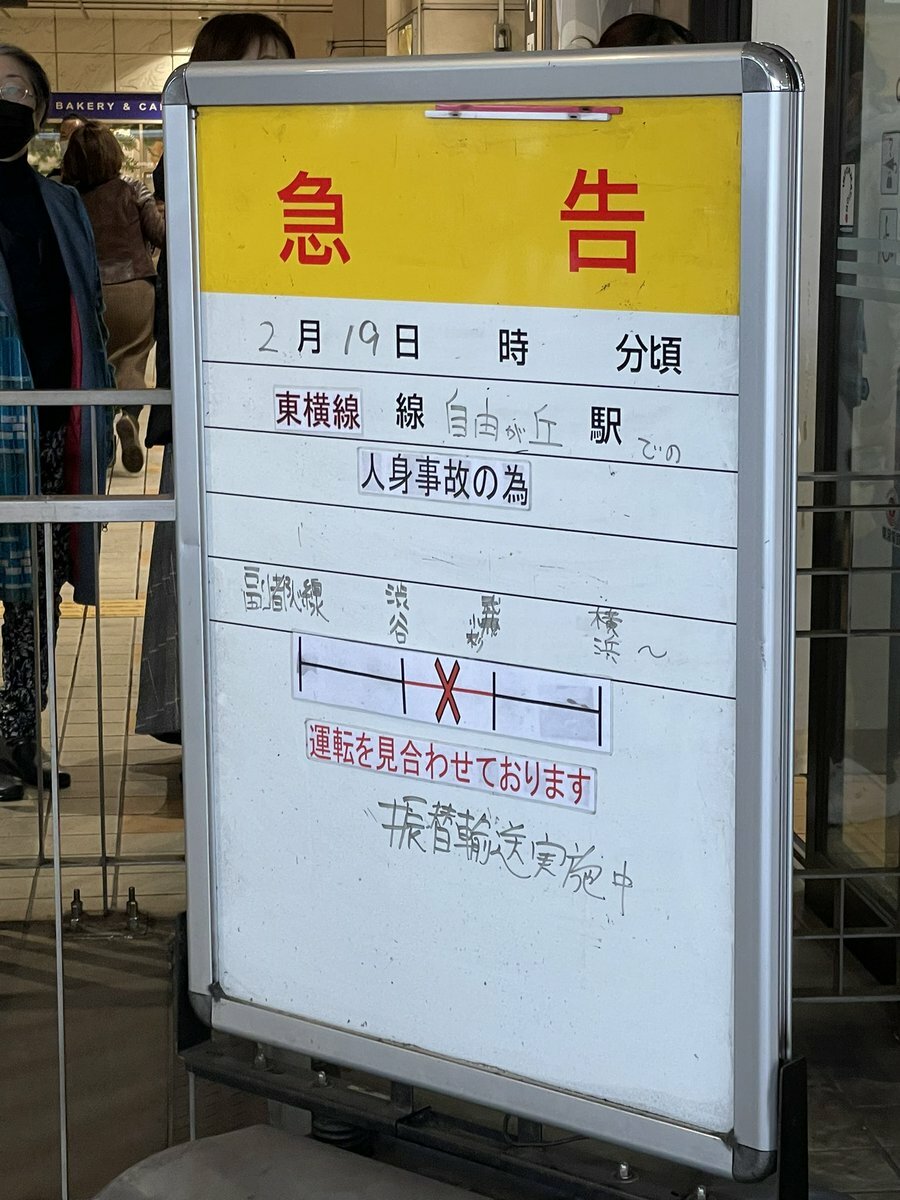 BAKERY & CA
急告
2月19日 時 分頃
東横線 線 自由が丘 駅 での
人身事故の為
副都心線 渋谷 武蔵小杉 横浜～
X
運転を見合わせております
振替輸送実施中